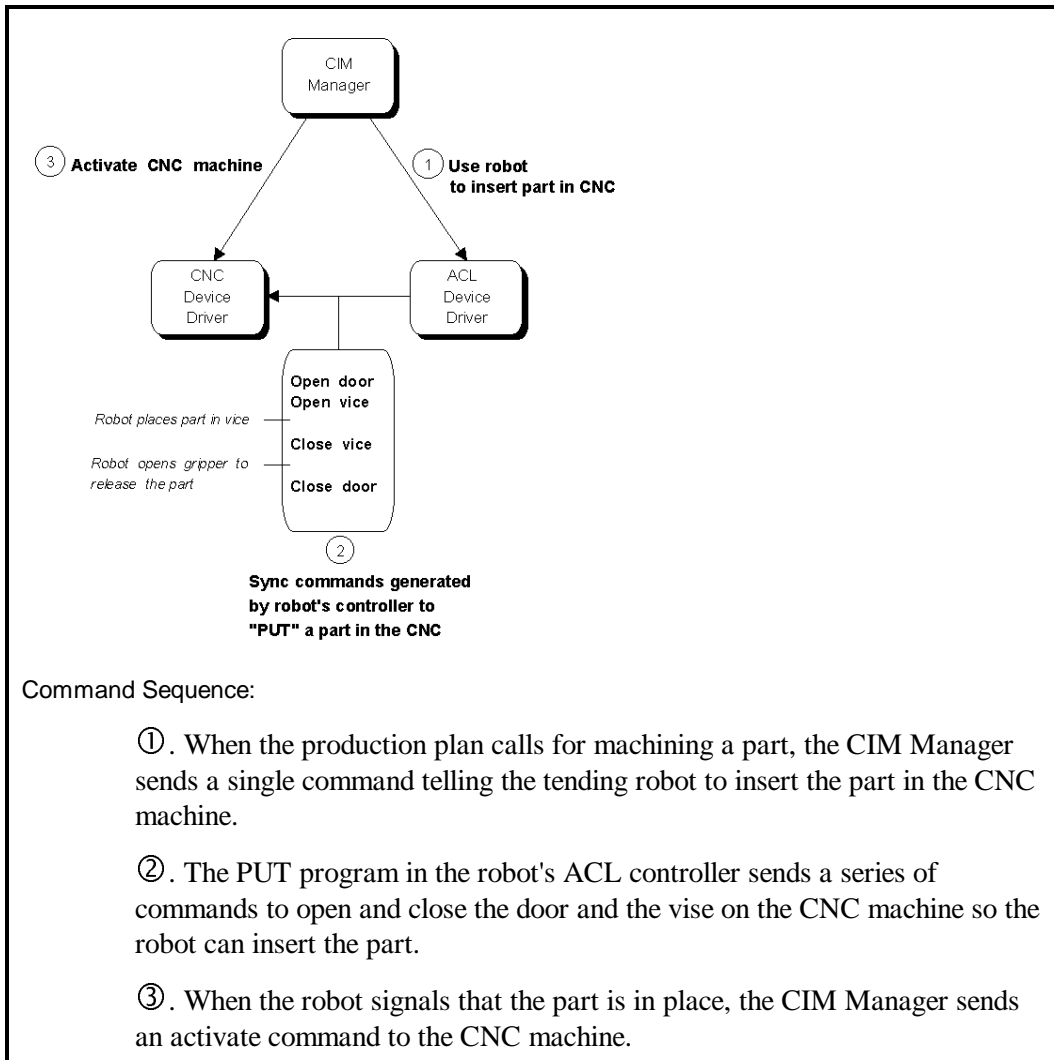 CIM
Manager
③ Activate CNC machine
① Use robot
to insert part in CNC
CNC
Device
Driver
ACL
Device
Driver
Open door
Open vice
Robot places part in vice
Close vice
Robot opens gripper to
release the part
Close door
②
Sync commands generated
by robot's controller to
"PUT" a part in the CNC
Command Sequence:
①. When the production plan calls for machining a part, the CIM Manager
sends a single command telling the tending robot to insert the part in the CNC
machine.
②. The PUT program in the robot's ACL controller sends a series of
commands to open and close the door and the vise on the CNC machine so the
robot can insert the part.
③. When the robot signals that the part is in place, the CIM Manager sends
an activate command to the CNC machine.